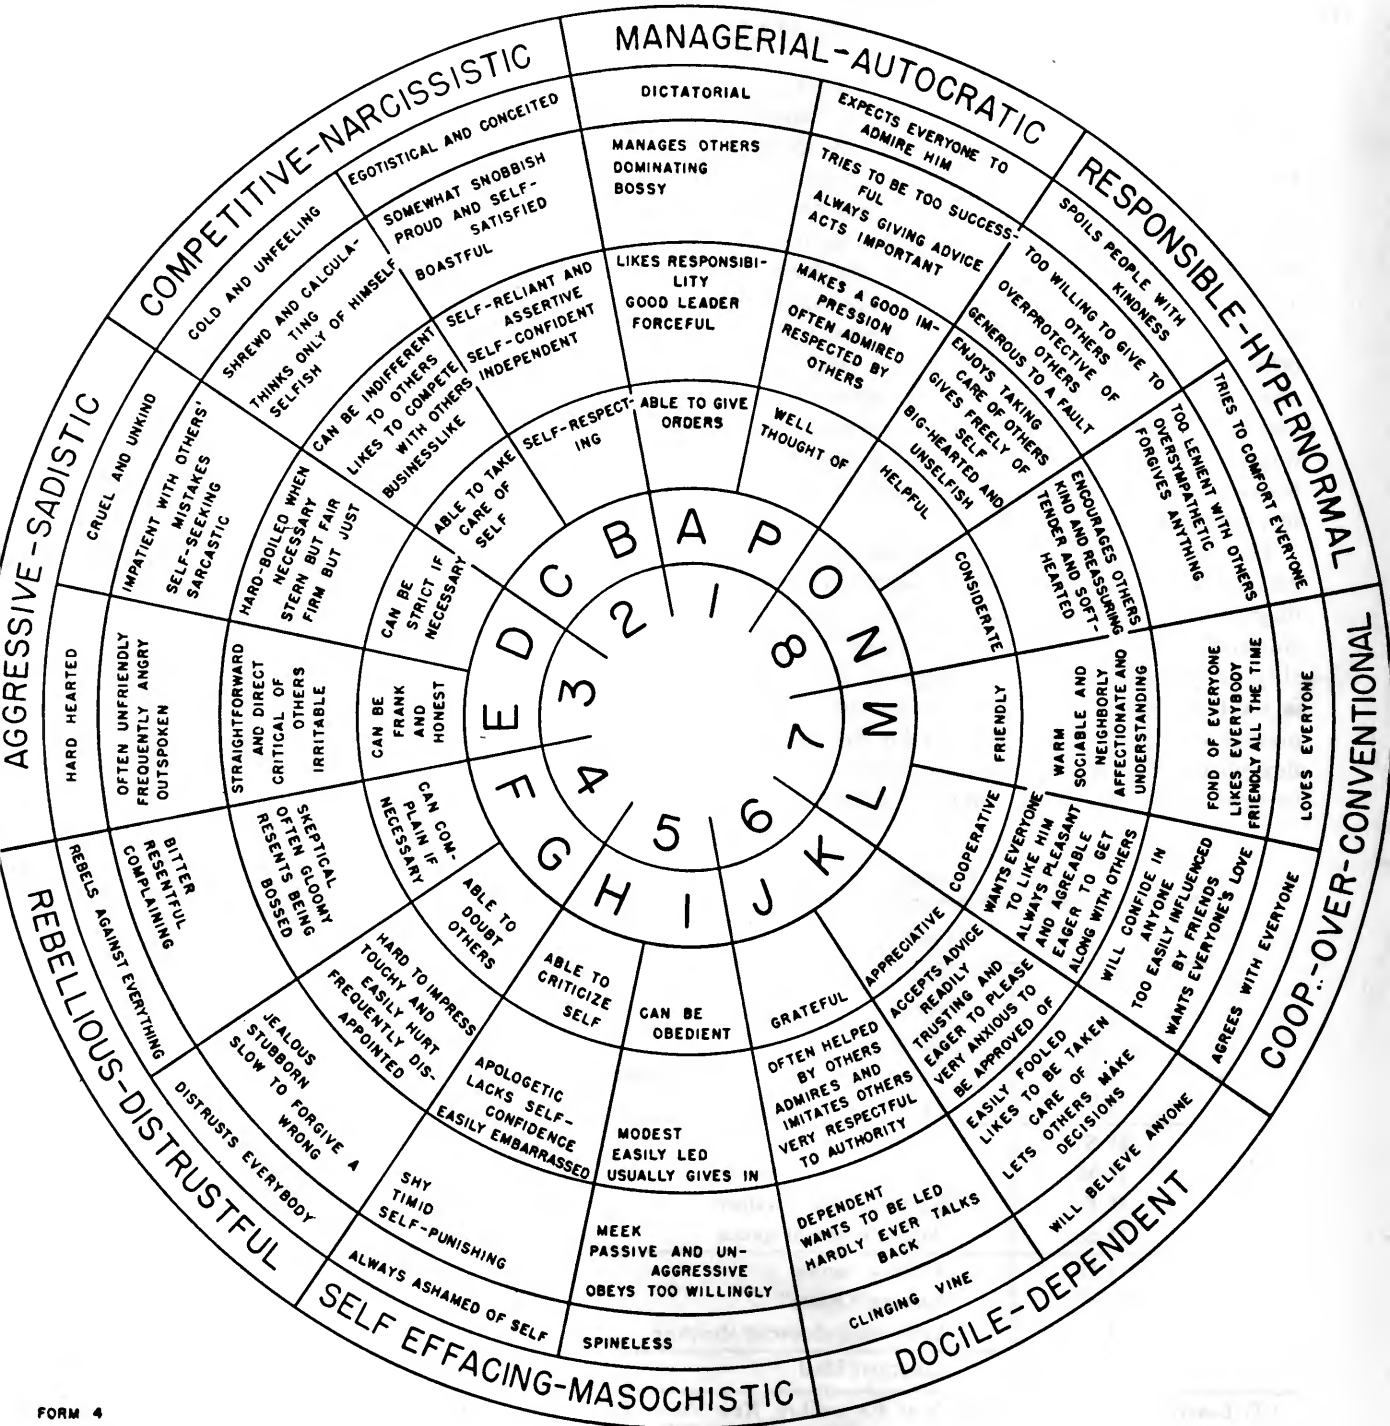 MANAGERIAL-AUTOCRATIC
RESPONSIBLE-HYPERNORMAL
COOP.-OVER-CONVENTIONAL
DOCILE-DEPENDENT
SELF EFFACING-MASOCHISTIC
REBELLIOUS-DISTRUSTFUL
AGGRESSIVE-SADISTIC
COMPETITIVE-NARCISSISTIC
DICTATORIAL
MANAGES OTHERS
DOMINATING
BOSSY
LIKES RESPONSIBI-
LITY
GOOD LEADER
FORCEFUL
ABLE TO GIVE
ORDERS
A
1
EXPECTS EVERYONE TO
ADMIRE HIM
TRIES TO BE TOO SUCCESS-
FUL
ALWAYS GIVING ADVICE
ACTS IMPORTANT
MAKES A GOOD IM-
PRESSION
OFTEN ADMIRED
RESPECTED BY
OTHERS
WELL
THOUGHT OF
P
SPOILS PEOPLE WITH
KINDNESS
TOO WILLING TO GIVE TO
OTHERS
OVERPROTECTIVE OF
OTHERS
GENEROUS TO A FAULT
ENJOYS TAKING
CARE OF OTHERS
GIVES FREELY OF
SELF
BIG-HEARTED AND
UNSELFISH
HELPFUL
O
8
TRIES TO COMFORT EVERYONE
TOO LENIENT WITH OTHERS
OVERSYMPATHETIC
FORGIVES ANYTHING
ENCOURAGES OTHERS
KIND AND REASSURING
TENDER AND SOFT-
HEARTED
CONSIDERATE
N
LOVES EVERYONE
FOND OF EVERYONE
LIKES EVERYBODY
FRIENDLY ALL THE TIME
WARM
SOCIABLE AND
NEIGHBORLY
AFFECTIONATE AND
UNDERSTANDING
FRIENDLY
M
7
AGREES WITH EVERYONE
WILL CONFIDE IN
ANYONE
TOO EASILY INFLUENCED
BY FRIENDS
WANTS EVERYONE'S LOVE
WANTS EVERYONE
TO LIKE HIM
ALWAYS PLEASANT
AND AGREABLE
EAGER TO GET
ALONG WITH OTHERS
COOPERATIVE
L
WILL BELIEVE ANYONE
EASILY FOOLED
LIKES TO BE TAKEN
CARE OF
LETS OTHERS MAKE
DECISIONS
ACCEPTS ADVICE
READILY
TRUSTING AND
EAGER TO PLEASE
VERY ANXIOUS TO
BE APPROVED OF
APPRECIATIVE
K
6
CLINGING VINE
DEPENDENT
WANTS TO BE LED
HARDLY EVER TALKS
BACK
OFTEN HELPED
BY OTHERS
ADMIRES AND
IMITATES OTHERS
VERY RESPECTFUL
TO AUTHORITY
GRATEFUL
J
SPINELESS
MEEK
PASSIVE AND UN-
AGGRESSIVE
OBEYS TOO WILLINGLY
MODEST
EASILY LED
USUALLY GIVES IN
CAN BE
OBEDIENT
I
5
ALWAYS ASHAMED OF SELF
SHY
TIMID
SELF-PUNISHING
APOLOGETIC
LACKS SELF-
CONFIDENCE
EASILY EMBARRASSED
ABLE TO
CRITICIZE
SELF
H
DISTRUSTS EVERYBODY
JEALOUS
STUBBORN
SLOW TO FORGIVE A
WRONG
HARD TO IMPRESS
TOUCHY AND
EASILY HURT
FREQUENTLY DIS-
APPOINTED
ABLE TO
DOUBT
OTHERS
G
4
REBELS AGAINST EVERYTHING
BITTER
RESENTFUL
COMPLAINING
SKEPTICAL
OFTEN GLOOMY
RESENTS BEING
BOSSED
CAN COM-
PLAIN IF
NECESSARY
F
HARD HEARTED
OFTEN UNFRIENDLY
FREQUENTLY ANGRY
OUTSPOKEN
STRAIGHTFORWARD
AND DIRECT
CRITICAL OF
OTHERS
IRRITABLE
CAN BE
FRANK
AND
HONEST
E
3
CRUEL AND UNKIND
IMPATIENT WITH OTHERS'
MISTAKES
SELF-SEEKING
SARCASTIC
HARD-BOILED WHEN
NECESSARY
STERN BUT FAIR
FIRM BUT JUST
CAN BE
STRICT IF
NECESSARY
D
COLD AND UNFEELING
SHREWD AND CALCULA-
TING
THINKS ONLY OF HIMSELF
SELFISH
CAN BE INDIFFERENT
TO OTHERS
LIKES TO COMPETE
WITH OTHERS
BUSINESSLIKE
ABLE TO TAKE
CARE OF
SELF
C
2
EGOTISTICAL AND CONCEITED
SOMEWHAT SNOBBISH
PROUD AND SELF-
SATISFIED
BOASTFUL
SELF-RELIANT AND
ASSERTIVE
SELF-CONFIDENT
INDEPENDENT
SELF-RESPECT-
ING
B
FORM 4